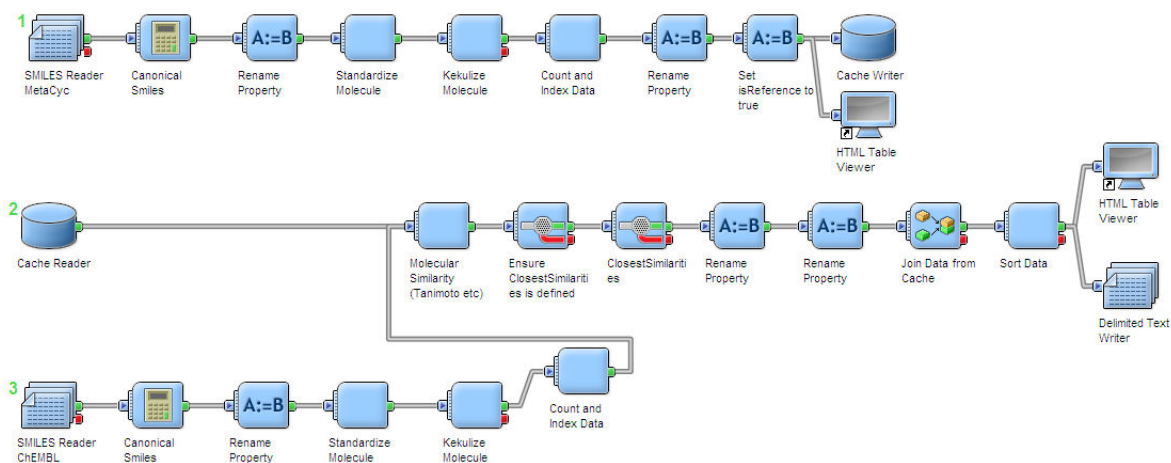 1
A:=B
A:=B
A:=B
SMILES Reader
MetaCyc
Canonical
Smiles
Rename
Property
Standardize
Molecule
Kekulize
Molecule
Count and
Index Data
Rename
Property
Set
isReference to
true
Cache Writer
HTML Table
Viewer
2
A:=B
A:=B
Cache Reader
Molecular
Similarity
(Tanimoto etc)
Ensure
ClosestSimilariti
es is defined
ClosestSimilariti
es
Rename
Property
Rename
Property
Join Data from
Cache
Sort Data
HTML Table
Viewer
Delimited Text
Writer
3
A:=B
SMILES Reader
ChEMBL
Canonical
Smiles
Rename
Property
Standardize
Molecule
Kekulize
Molecule
Count and
Index Data